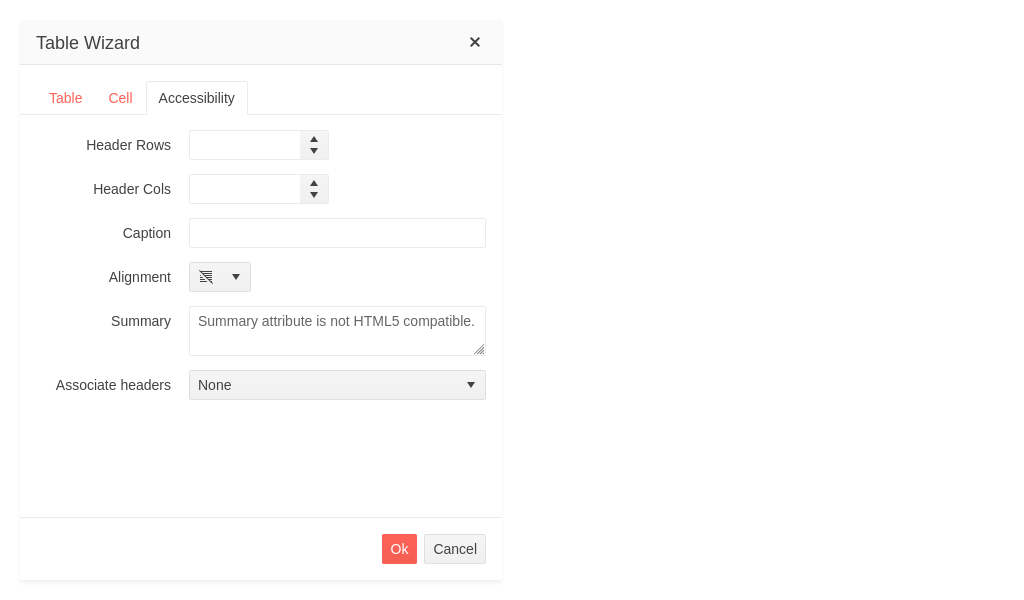 Table Wizard
Table Cell Accessibility
Header Rows
Header Cols
Caption
Alignment
Summary Summary attribute is not HTML5 compatible.
Associate headers None
Ok Cancel